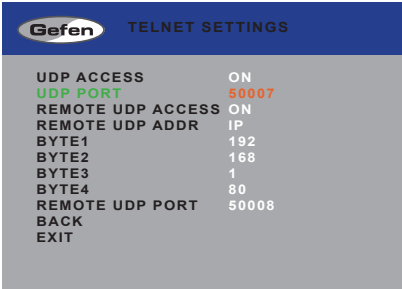 Gefen TELNET SETTINGS
UDP ACCESS ON
UDP PORT 50007
REMOTE UDP ACCESS ON
REMOTE UDP ADDR IP
BYTE1 192
BYTE2 168
BYTE3 1
BYTE4 80
REMOTE UDP PORT 50008
BACK
EXIT